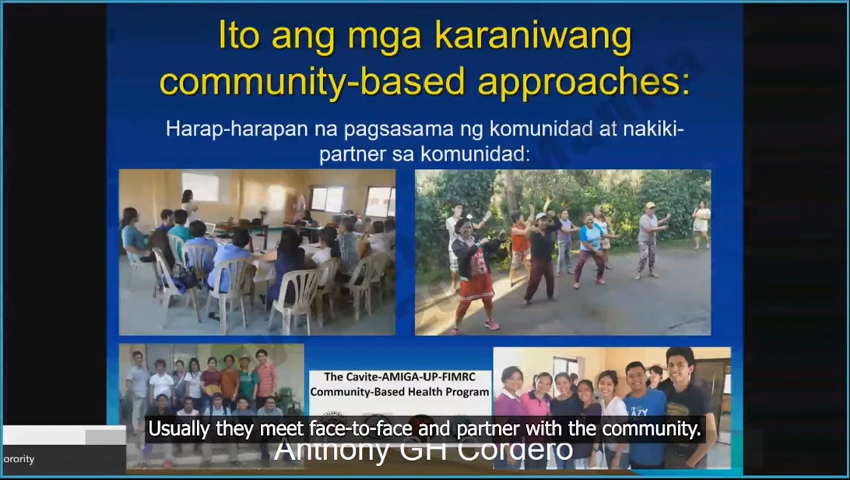 Ito ang mga karaniwang
community-based approaches:
Harap-harapan na pagsasama ng komunidad at nakiki-
partner sa komunidad:
The Cavite-AMIGA-UP-FIMRC
Community-Based Health Program
Usually they meet face-to-face and partner with the community.
Anthony GH Cordero
orority